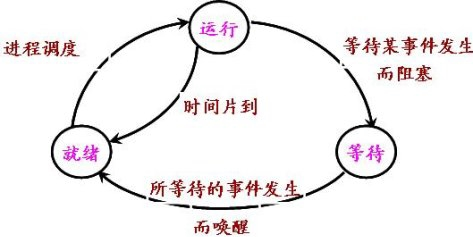 运行
进程调度
等待某事件发生
而阻塞
时间片到
就绪
等待
所等待的事件发生
而唤醒